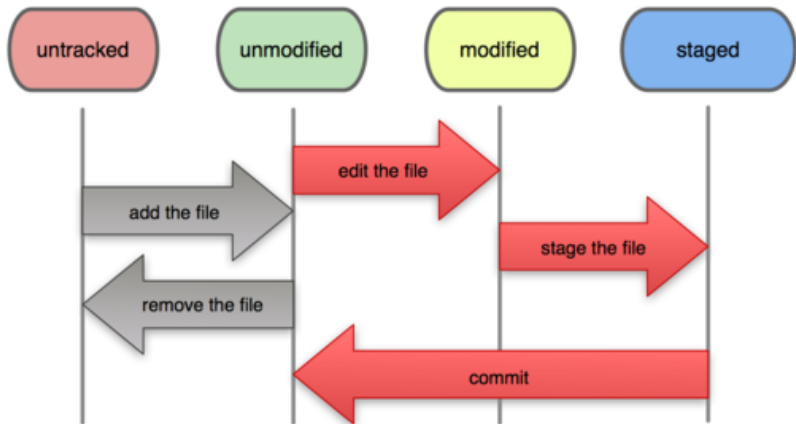 untracked
unmodified
modified
staged
edit the file
add the file
stage the file
remove the file
commit